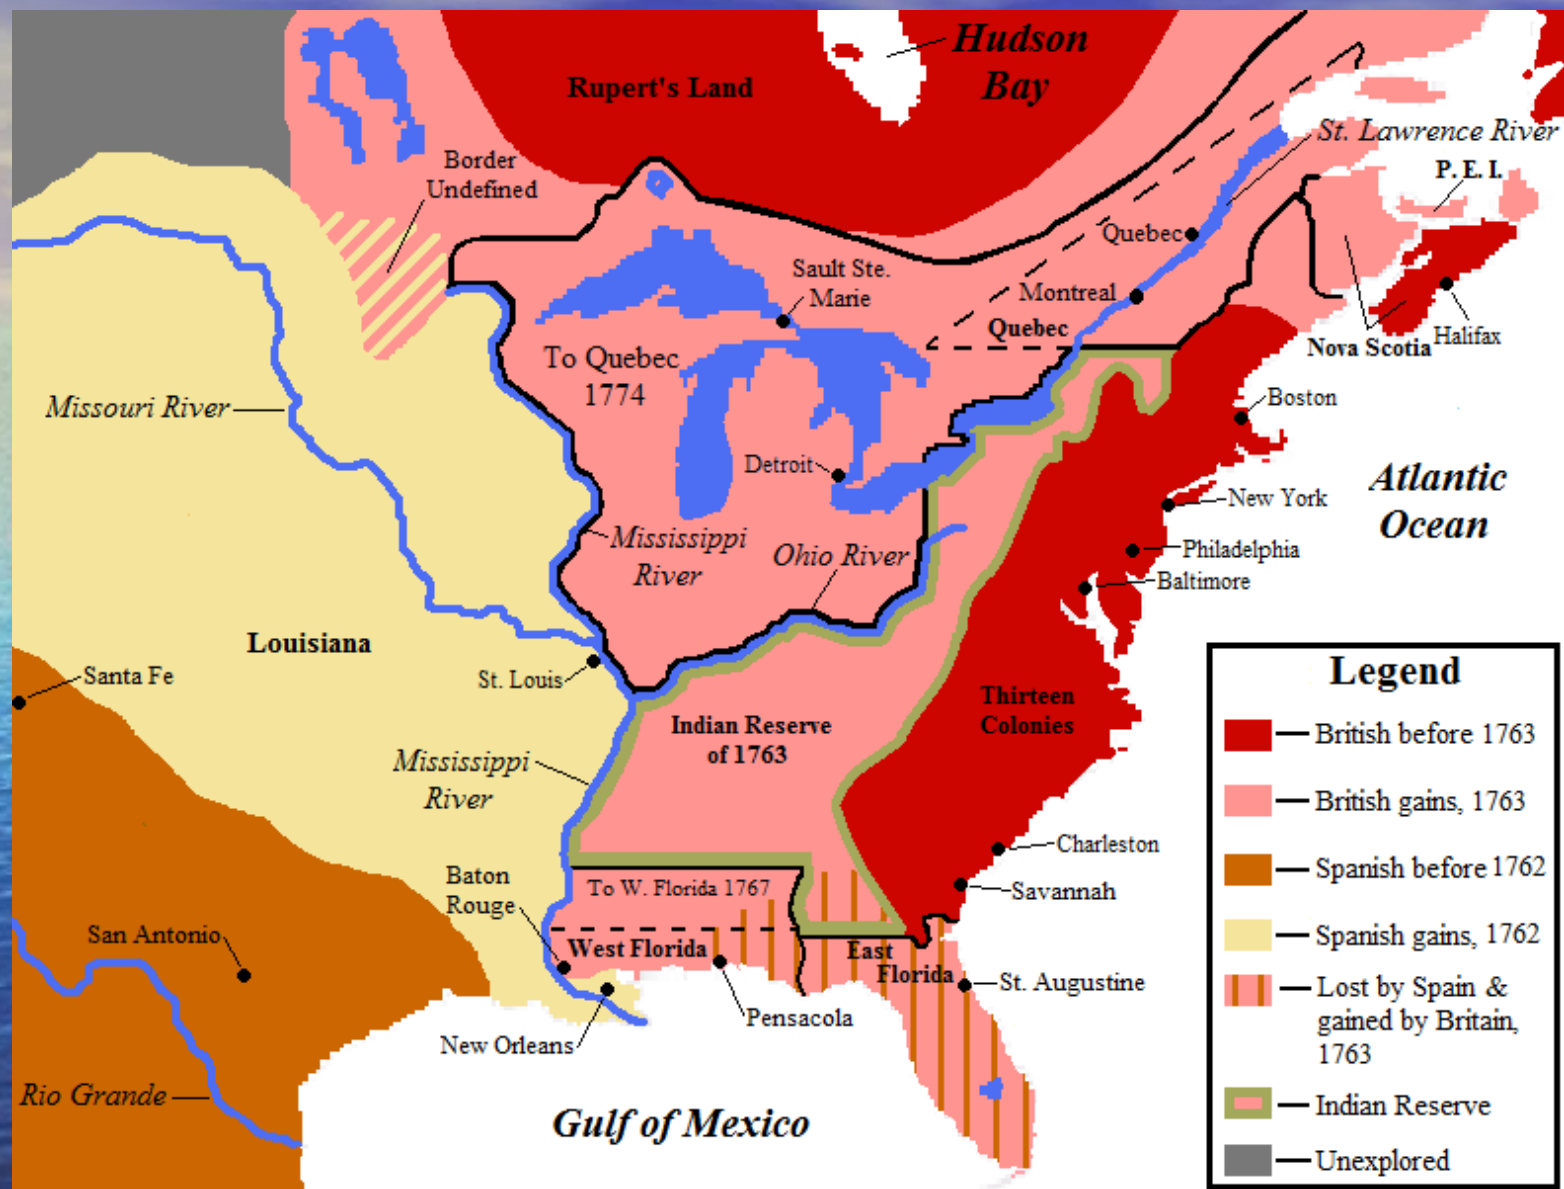 Hudson
Bay
Rupert's Land
St. Lawrence River
Border
Undefined
P. E. I.
Quebec
Sault Ste.
Marie
Montreal
Quebec
Halifax
Nova Scotia
To Quebec
1774
Missouri River
Boston
Detroit
Atlantic
Ocean
New York
Mississippi
River
Ohio River
Philadelphia
Baltimore
Louisiana
Santa Fe
St. Louis
Thirteen
Colonies
Indian Reserve
of 1763
Mississippi
River
Charleston
Baton
Rouge
To W. Florida 1767
Savannah
San Antonio
West Florida
East
Florida
St. Augustine
Pensacola
New Orleans
Rio Grande
Gulf of Mexico
Legend
British before 1763
British gains, 1763
Spanish before 1762
Spanish gains, 1762
Lost by Spain &
gained by Britain,
1763
Indian Reserve
Unexplored